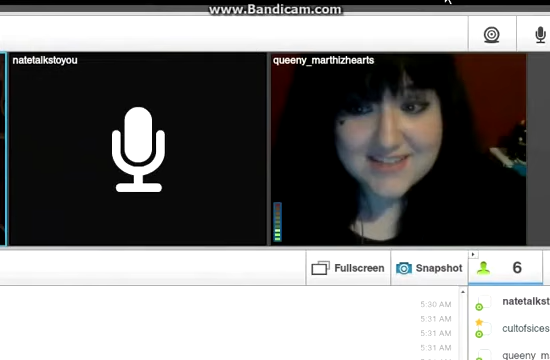 www.Bandicam.com
natetalkstoyou
queeny_marthizhearts
Fullscreen
Snapshot
6
5:30 AM
5:31 AM
5:31 AM
5:31 AM
natetalkst
cultofsices
queeny m